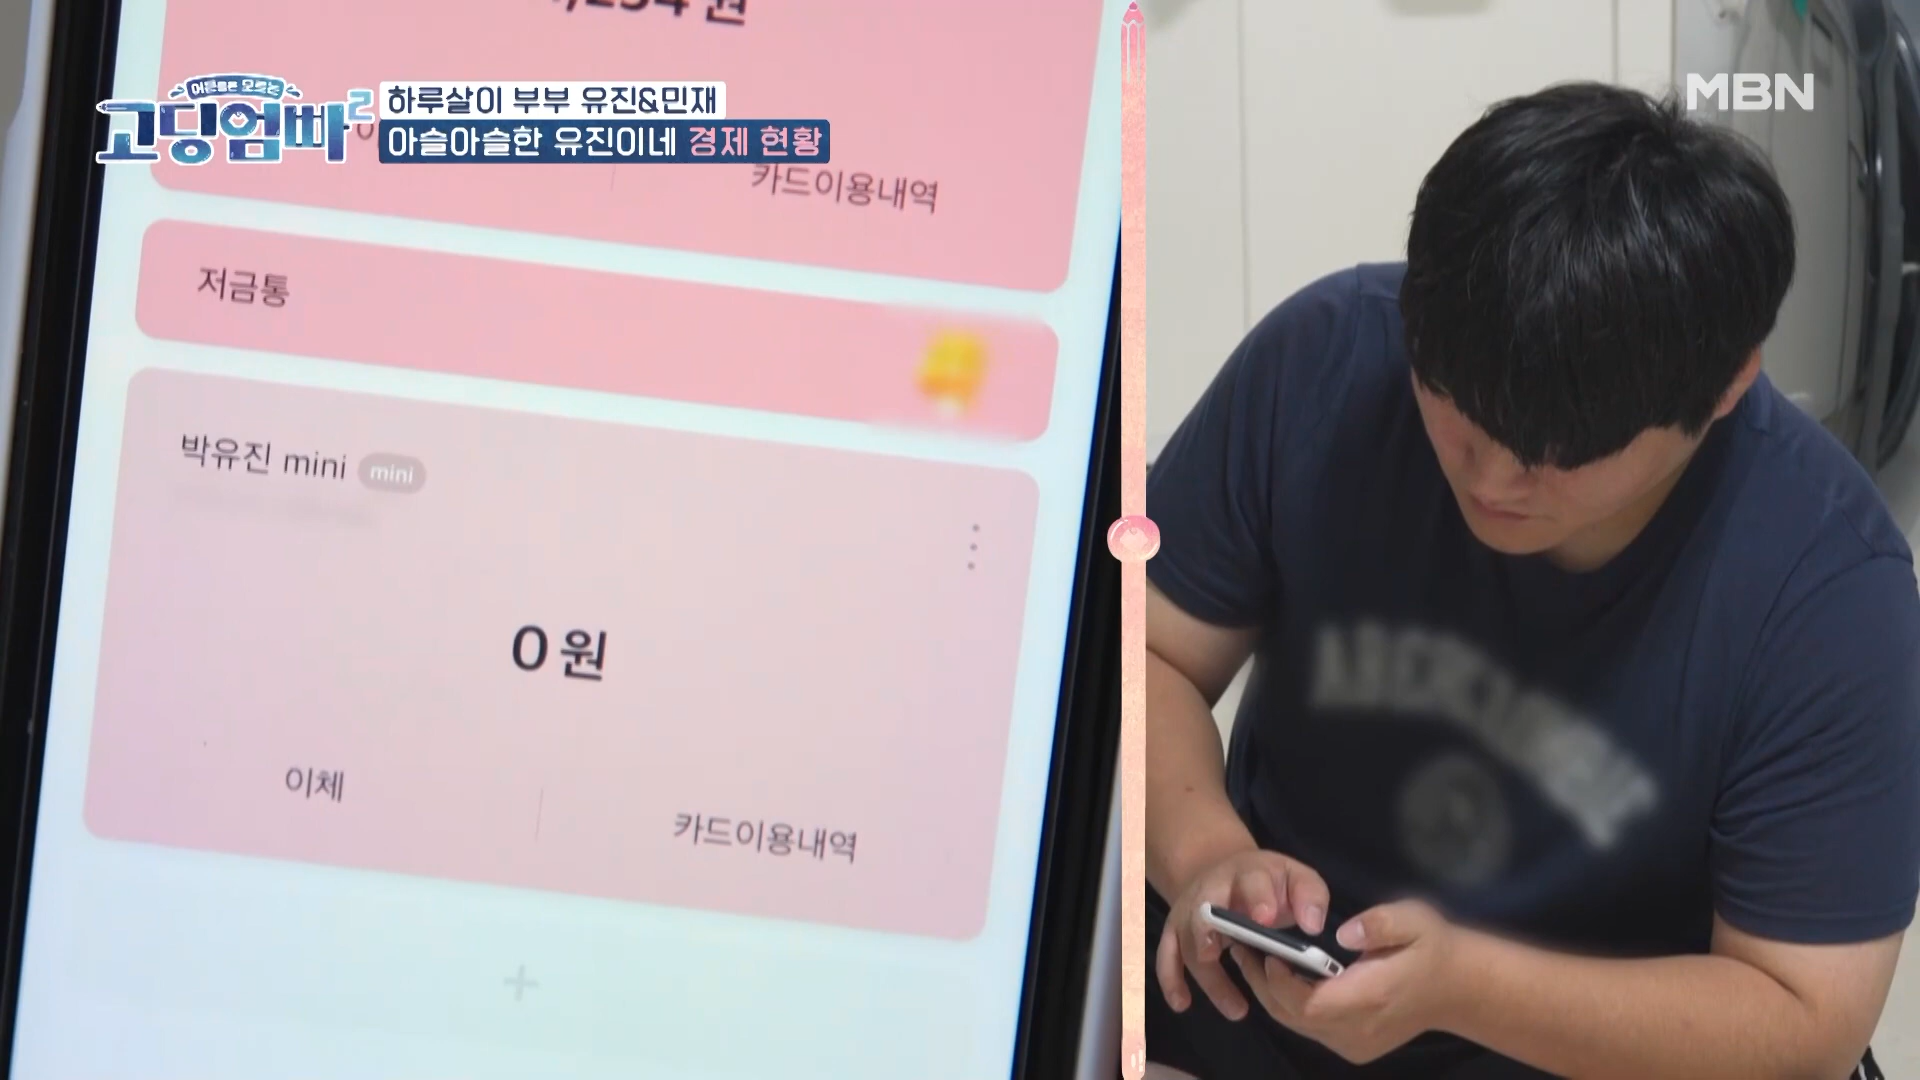 어른들은 모르는
고딩엄빠2
하루살이 부부 유진&민재
아슬아슬한 유진이네 경제 현황
MBN
원
카드이용내역
저금통
박유진 mini mini
0원
이체
카드이용내역
+